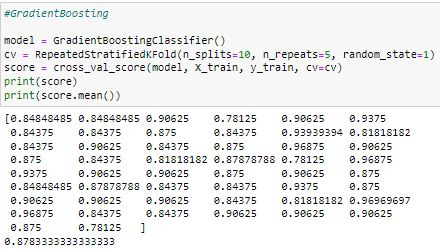 #GradientBoosting
model = GradientBoostingClassifier()
cv = RepeatedStratifiedKFold(n_splits=10, n_repeats=5, random_state=1)
score = cross_val_score(model, X_train, y_train, cv=cv)
print(score)
print(score.mean())
[0.84848485 0.84848485 0.90625 0.78125 0.90625 0.9375
0.84375 0.84375 0.875 0.84375 0.93939394 0.81818182
0.84375 0.90625 0.84375 0.875 0.96875 0.90625
0.875 0.84375 0.81818182 0.87878788 0.78125 0.96875
0.9375 0.90625 0.90625 0.875 0.90625 0.875
0.84848485 0.87878788 0.84375 0.84375 0.9375 0.875
0.90625 0.90625 0.90625 0.84375 0.81818182 0.96969697
0.96875 0.84375 0.84375 0.90625 0.90625 0.90625
0.875 0.78125 ]
0.8783333333333333